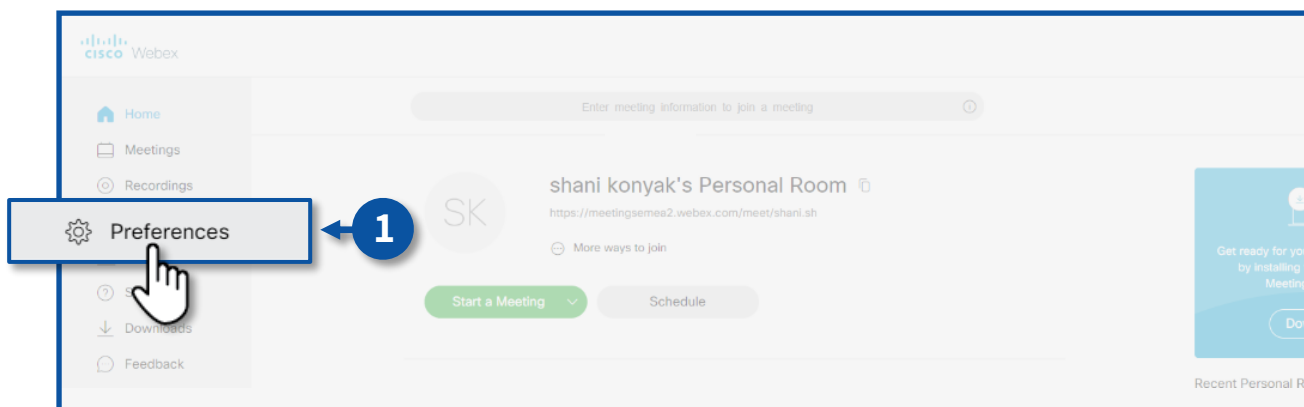 cisco Webex
Enter meeting information to join a meeting
Home
Meetings
Recordings
Preferences
1
Downloads
Feedback
shani konyak's Personal Room
SK
https://meetingsemea2.webex.com/meet/shani.sh
More ways to join
Start a Meeting
Schedule
Get ready for yo
by installing
Meeting
Do
Recent Personal R